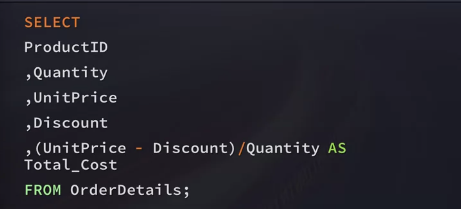 SELECT
ProductID
,Quantity
,UnitPrice
,Discount
,(UnitPrice - Discount)/Quantity AS
Total_Cost
FROM OrderDetails;